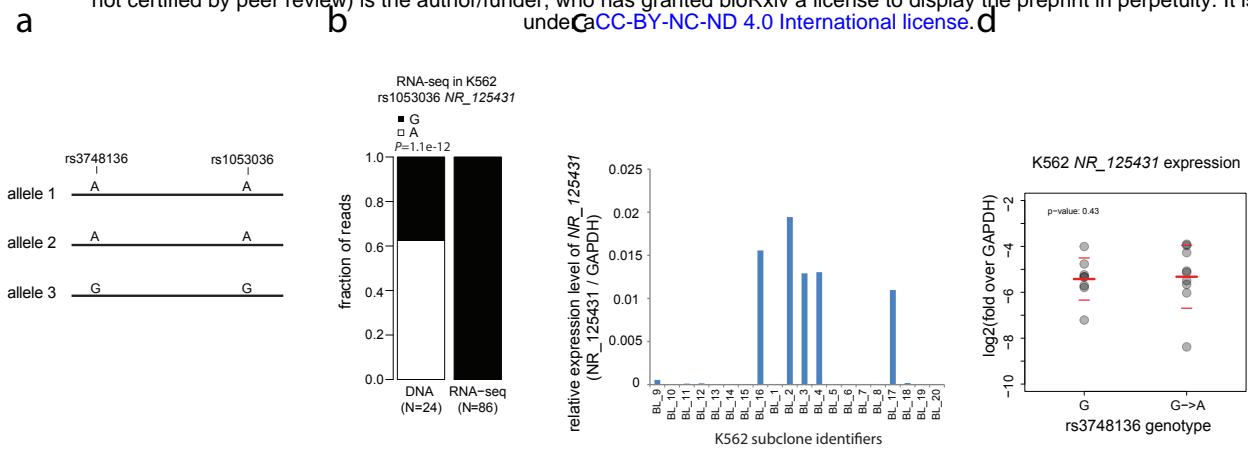 not certified by peer review) is the author/funder, who has granted bioRxiv a license to display the preprint in perpetuity. It is
under aCC-BY-NC-ND 4.0 International license.
a
rs3748136
rs1053036
allele 1
A
A
allele 2
A
A
allele 3
G
G
b
RNA-seq in K562
rs1053036 NR_125431
G
A
P=1.1e-12
fraction of reads
1.0
0.8
0.6
0.4
0.2
0.0
DNA
(N=24)
RNA−seq
(N=86)
c
relative expression level of NR_125431
(NR_125431 / GAPDH)
0.025
0.02
0.015
0.01
0.005
0
BL_9
BL_10
BL_11
BL_12
BL_13
BL_14
BL_15
BL_16
BL_1
BL_2
BL_3
BL_4
BL_5
BL_6
BL_7
BL_8
BL_17
BL_18
BL_19
BL_20
K562 subclone identifiers
d
K562 NR_125431 expression
p−value: 0.43
log2(fold over GAPDH)
−2
−4
−6
−8
−10
G
G−>A
rs3748136 genotype